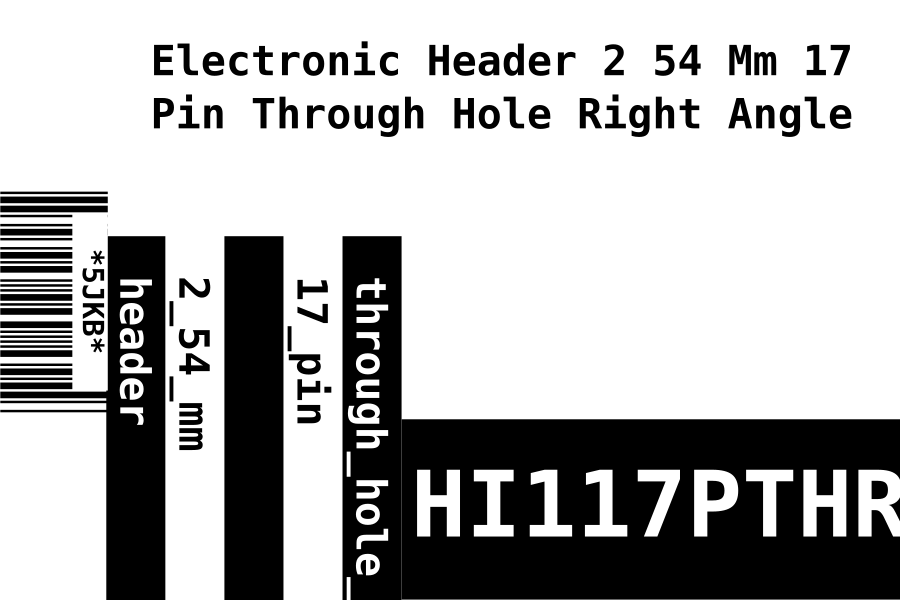 Electronic Header 2 54 Mm 17
Pin Through Hole Right Angle
*5JKB*
header
2_54_mm
17_pin
through_hole_
HI117PTHR